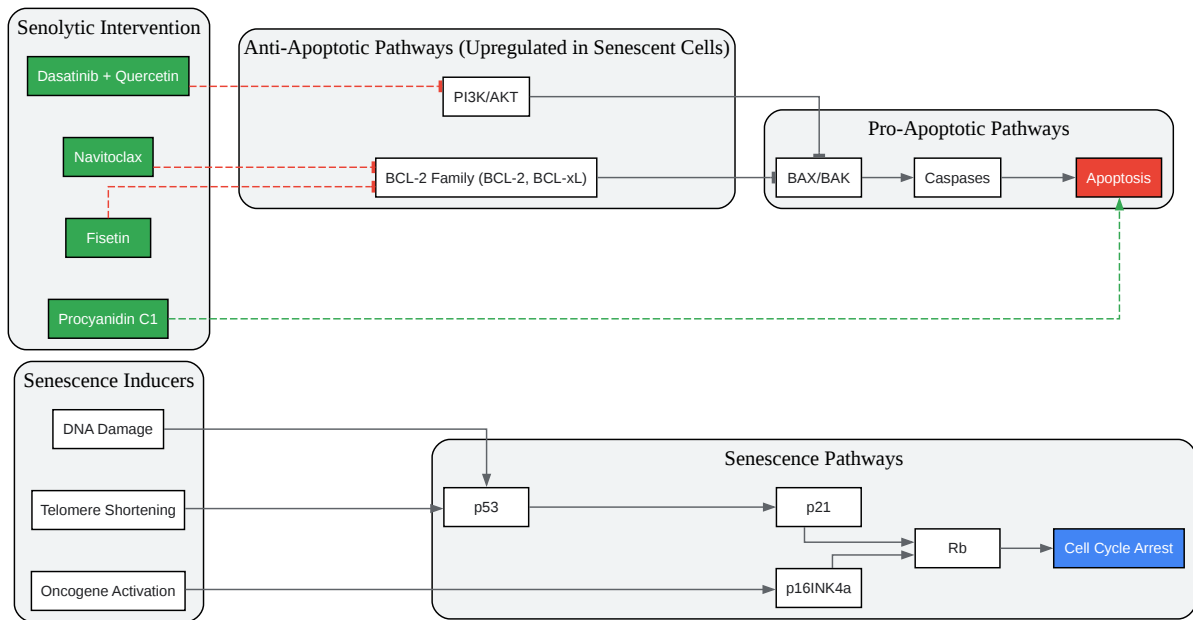 Senolytic Intervention
Dasatinib + Quercetin
Navitoclax
Fisetin
Procyanidin C1
Anti-Apoptotic Pathways (Upregulated in Senescent Cells)
PI3K/AKT
BCL-2 Family (BCL-2, BCL-xL)
Pro-Apoptotic Pathways
BAX/BAK
Caspases
Apoptosis
Senescence Inducers
DNA Damage
Telomere Shortening
Oncogene Activation
Senescence Pathways
p53
p21
p16INK4a
Rb
Cell Cycle Arrest